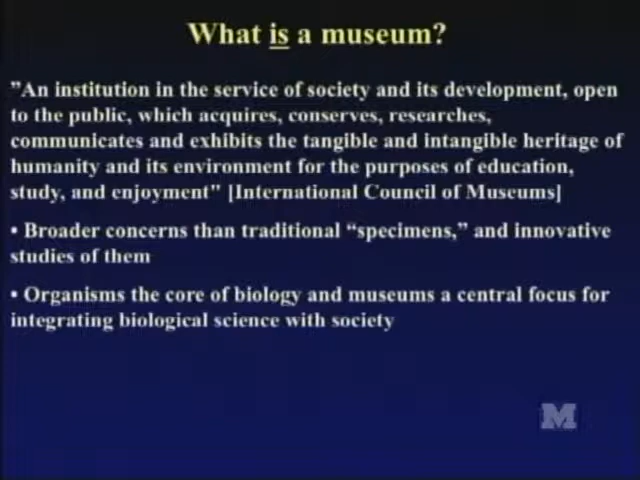 What is a museum?
”An institution in the service of society and its development, open
to the public, which acquires, conserves, researches,
communicates and exhibits the tangible and intangible heritage of
humanity and its environment for the purposes of education,
study, and enjoyment" [International Council of Museums]
• Broader concerns than traditional “specimens,” and innovative
studies of them
• Organisms the core of biology and museums a central focus for
integrating biological science with society
M